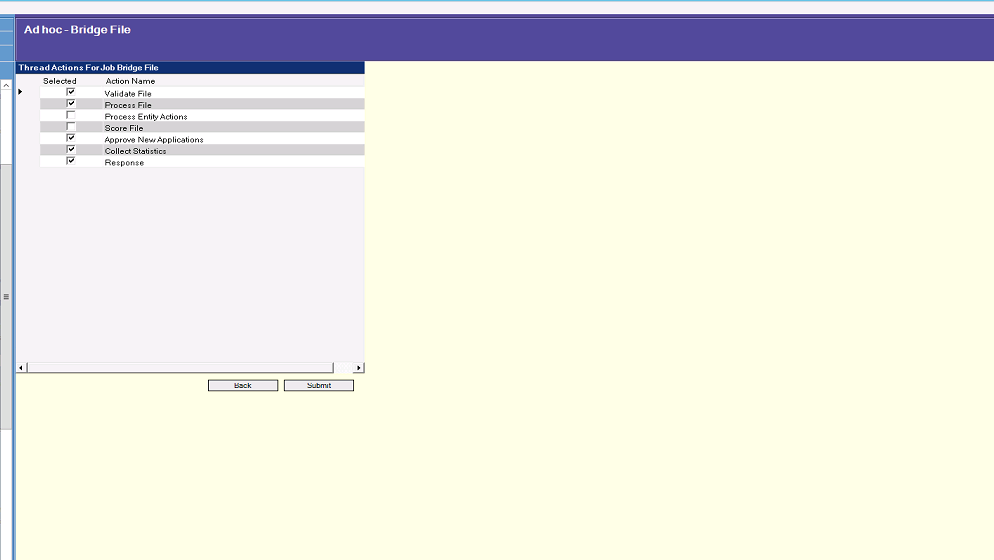 Ad hoc - Bridge File
Thread Actions For Job Bridge File
Selected Action Name
Validate File
Process File
Process Entity Actions
Score File
Approve New Applications
Collect Statistics
Response
Back Submit